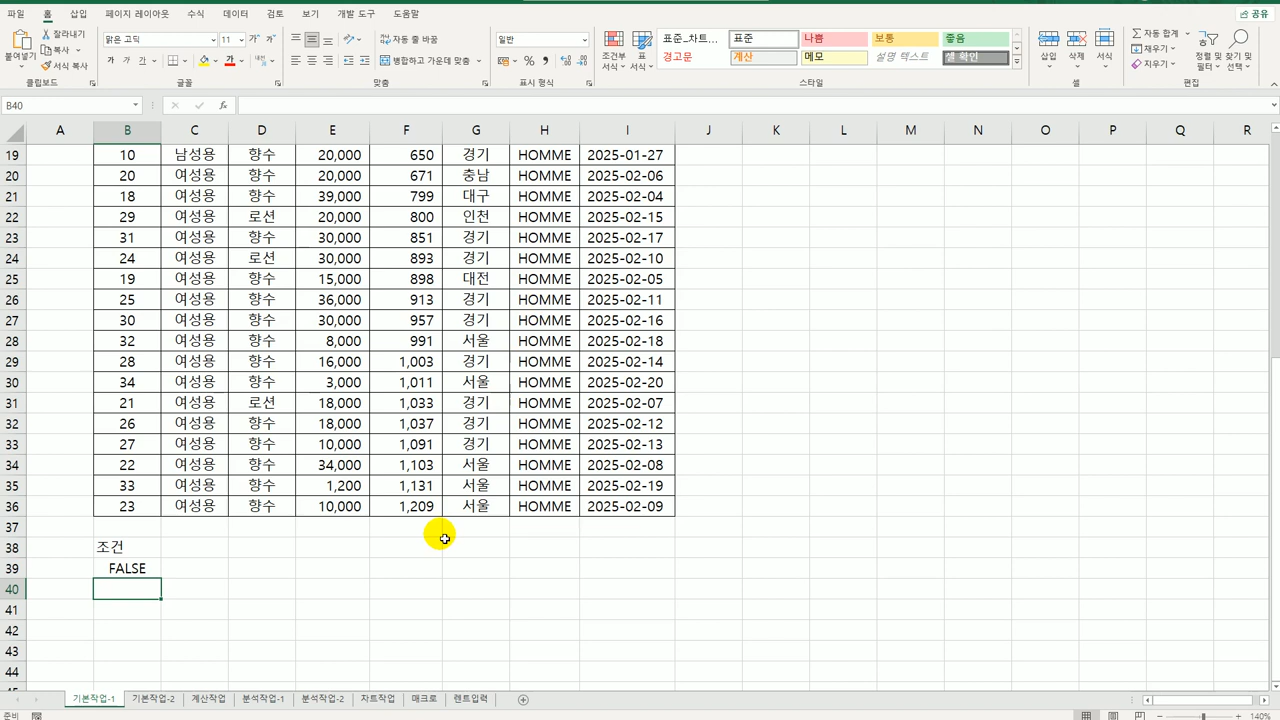 파일 홈 삽입 페이지 레이아웃 수식 데이터 검토 보기 개발 도구 도움말 공유
붙여넣기 잘라내기 복사 서식 복사
맑은 고딕 11 가 가 가 가 가
자동 줄 바꿈 병합하고 가운데 맞춤
일반 % ,
조건부 서식 표 서식
표준_차트... 표준 나쁨 보통 좋음
경고문 계산 메모 설명 텍스트 셀 확인
삽입 삭제 서식
자동 합계 채우기 지우기 정렬 및 필터 찾기 및 선택
클립보드 글꼴 맞춤 표시 형식 스타일 셀 편집
B40 fx
A B C D E F G H I J K L M N O P Q R
19 10 남성용 향수 20,000 650 경기 HOMME 2025-01-27
20 20 여성용 향수 20,000 671 충남 HOMME 2025-02-06
21 18 여성용 향수 39,000 799 대구 HOMME 2025-02-04
22 29 여성용 로션 20,000 800 인천 HOMME 2025-02-15
23 31 여성용 향수 30,000 851 경기 HOMME 2025-02-17
24 24 여성용 로션 30,000 893 경기 HOMME 2025-02-10
25 19 여성용 향수 15,000 898 대전 HOMME 2025-02-05
26 25 여성용 향수 36,000 913 경기 HOMME 2025-02-11
27 30 여성용 향수 30,000 957 경기 HOMME 2025-02-16
28 32 여성용 향수 8,000 991 서울 HOMME 2025-02-18
29 28 여성용 향수 16,000 1,003 경기 HOMME 2025-02-14
30 34 여성용 향수 3,000 1,011 서울 HOMME 2025-02-20
31 21 여성용 로션 18,000 1,033 경기 HOMME 2025-02-07
32 26 여성용 향수 18,000 1,037 경기 HOMME 2025-02-12
33 27 여성용 향수 10,000 1,091 경기 HOMME 2025-02-13
34 22 여성용 향수 34,000 1,103 서울 HOMME 2025-02-08
35 33 여성용 향수 1,200 1,131 서울 HOMME 2025-02-19
36 23 여성용 향수 10,000 1,209 서울 HOMME 2025-02-09
37
38 조건
39 FALSE
40
41
42
43
44
기본작업-1 기본작업-2 계산작업 분석작업-1 분석작업-2 차트작업 매크로 렌트입력
준비 140%